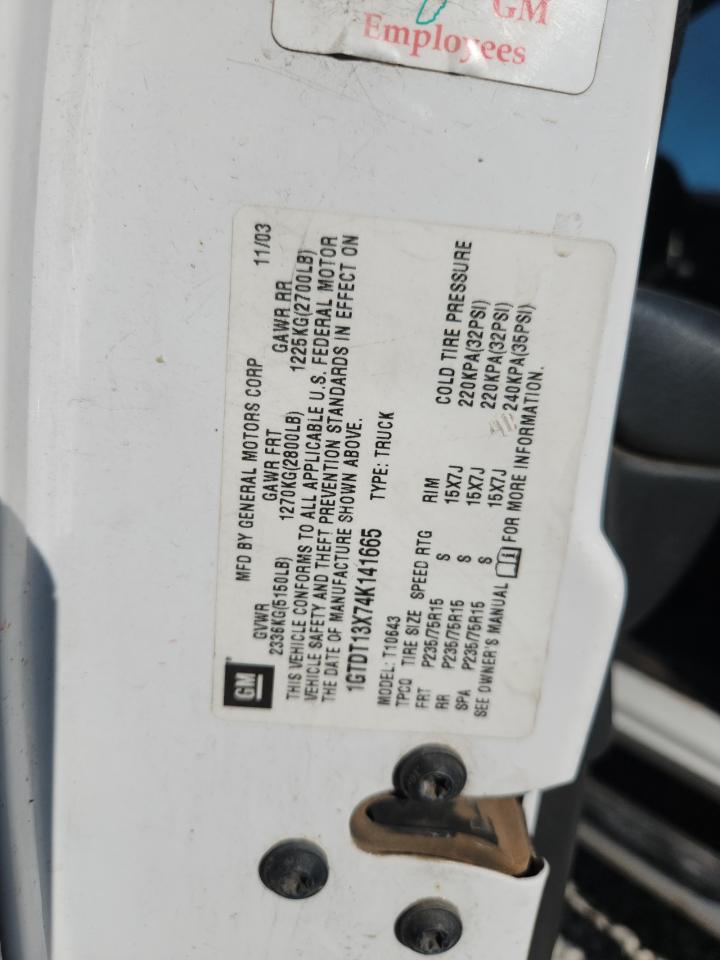 GM
Employees
MFD BY GENERAL MOTORS CORP 11/03
GVWR GAWR FRT GAWR RR
2336KG(5150LB) 1270KG(2800LB) 1225KG(2700LB)
THIS VEHICLE CONFORMS TO ALL APPLICABLE U.S. FEDERAL MOTOR
VEHICLE SAFETY AND THEFT PREVENTION STANDARDS IN EFFECT ON
THE DATE OF MANUFACTURE SHOWN ABOVE.
1GTDT13X74K141665 TYPE: TRUCK
MODEL: T10643
TPCQ TIRE SIZE SPEED RTG RIM COLD TIRE PRESSURE
FRT P235/75R15 S 15X7J 220KPA(32PSI)
RR P235/75R15 S 15X7J 220KPA(32PSI)
SPA P235/75R15 S 15X7J 240KPA(35PSI)
SEE OWNER'S MANUAL FOR MORE INFORMATION.
GM